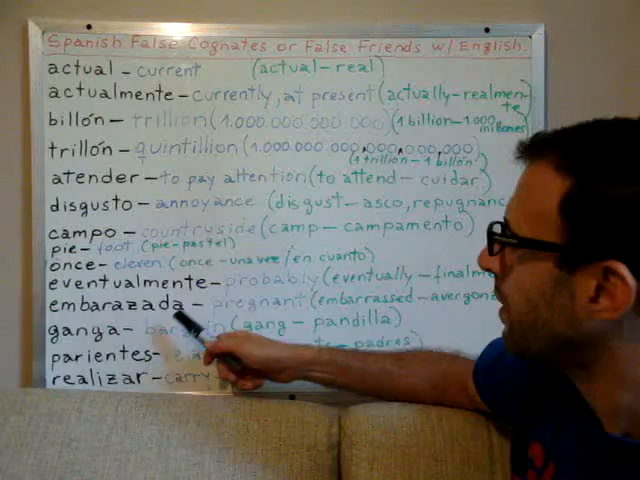 Spanish False Cognates or False Friends w/ English.
actual - current (actual-real)
actualmente - currently, at present (actually-realmen-
te
billón - trillion (1.000.000.000.000) (1 billion-1.000
millones)
trillón - quintillion (1.000.000.000.000.000.000)
(1 trillion-1 billón)
atender - to pay attention (to attend - cuidar)
disgusto - annoyance (disgust - asco, repugnanc
campo - countryside (camp - campamento)
pie - foot (pie-pastel)
once - eleven (once - una vez/en cuanto)
eventualmente - probably (eventually - finalm
embarazada - pregnant (embarrassed - avergon
ganga - (gang - pandilla)
parientes - padres)
realizar - carry